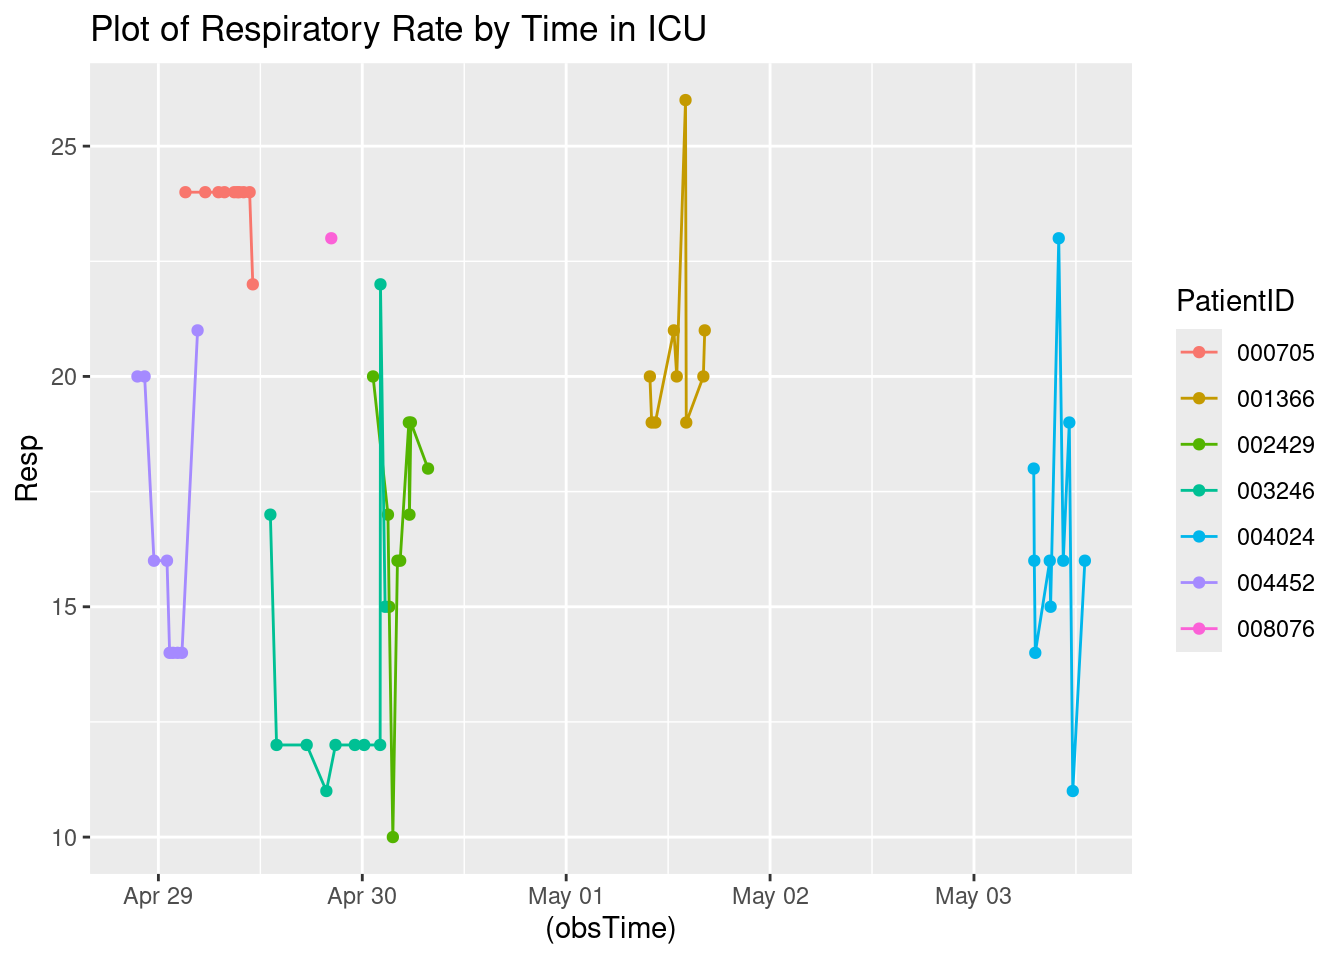 Plot of Respiratory Rate by Time in ICU
Resp
25
20
15
10
Apr 29
Apr 30
May 01
May 02
May 03
(obsTime)
PatientID
000705
001366
002429
003246
004024
004452
008076